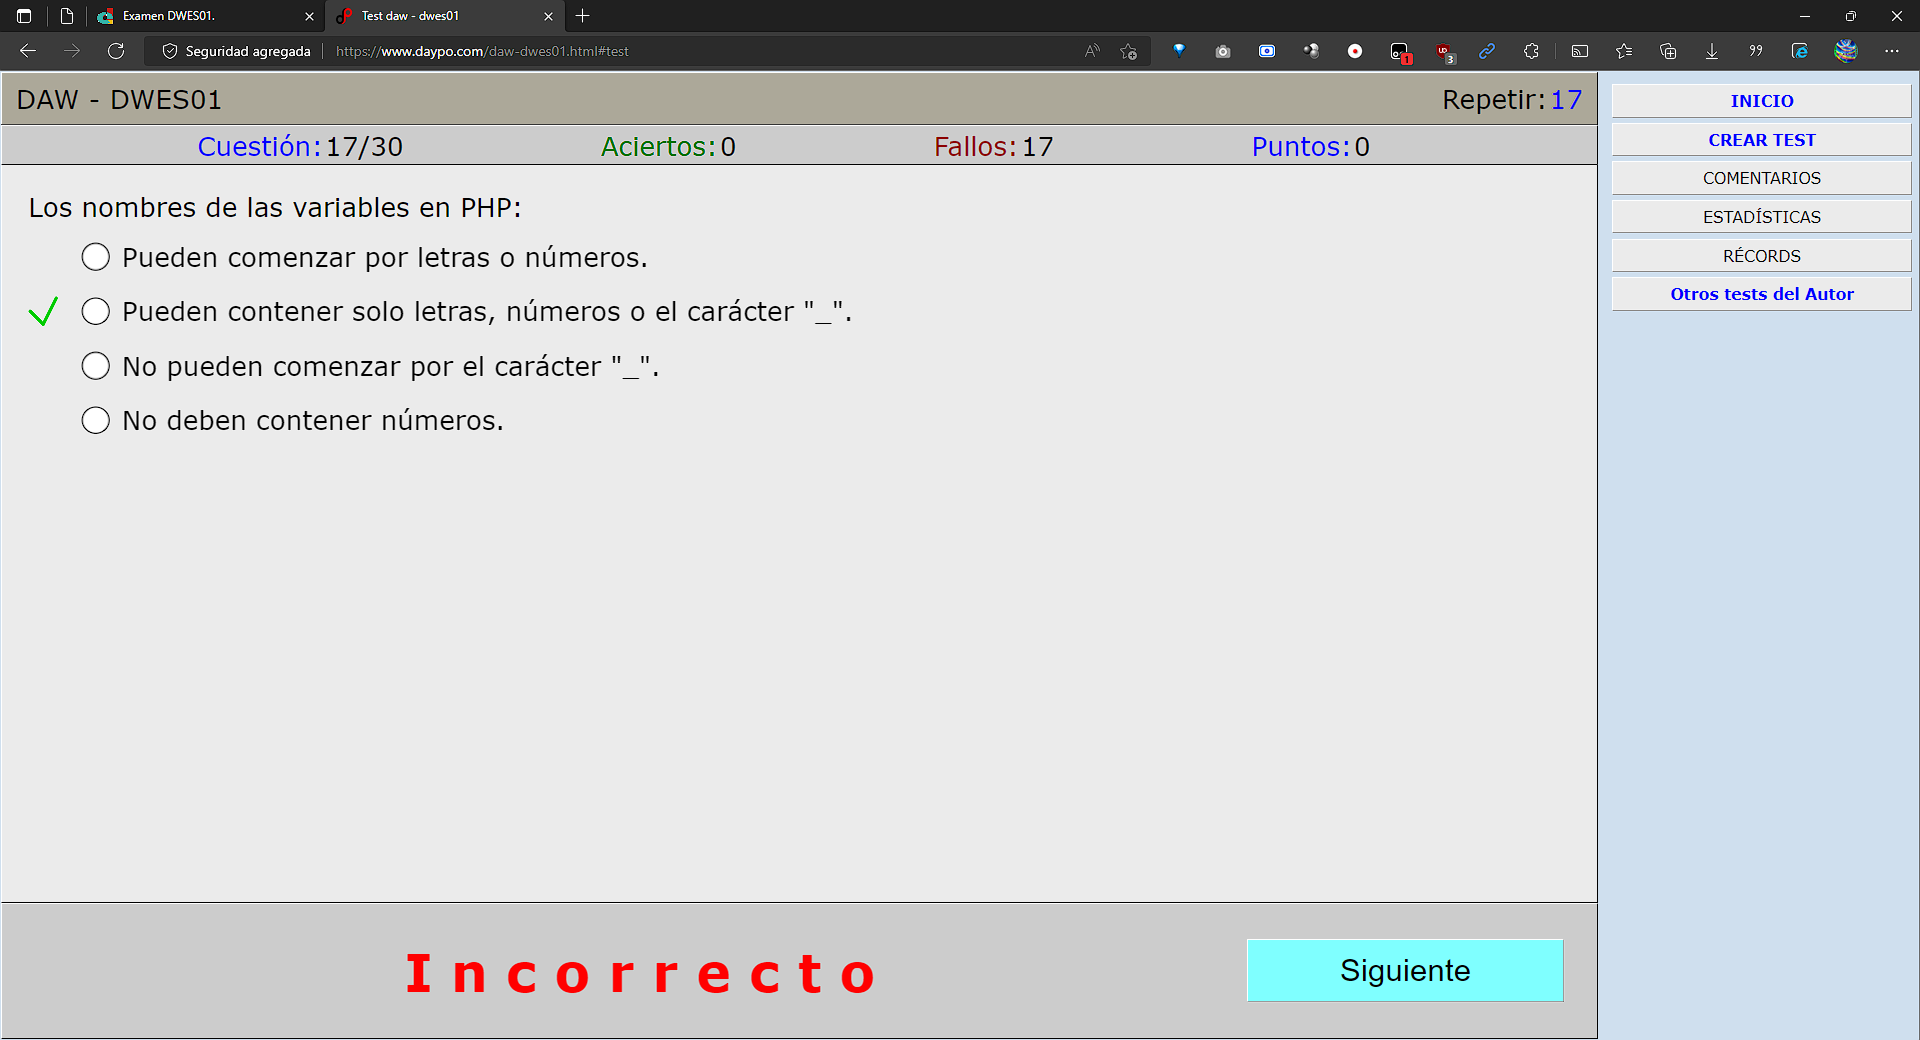 Examen DWES01.
Test daw - dwes01
Seguridad agregada
https://www.daypo.com/daw-dwes01.html#test
1
UD
3
DAW - DWES01
Repetir: 17
Cuestión: 17/30
Aciertos: 0
Fallos: 17
Puntos: 0
Los nombres de las variables en PHP:
Pueden comenzar por letras o números.
Pueden contener solo letras, números o el carácter "_".
No pueden comenzar por el carácter "_".
No deben contener números.
Incorrecto
Siguiente
INICIO
CREAR TEST
COMENTARIOS
ESTADÍSTICAS
RÉCORDS
Otros tests del Autor